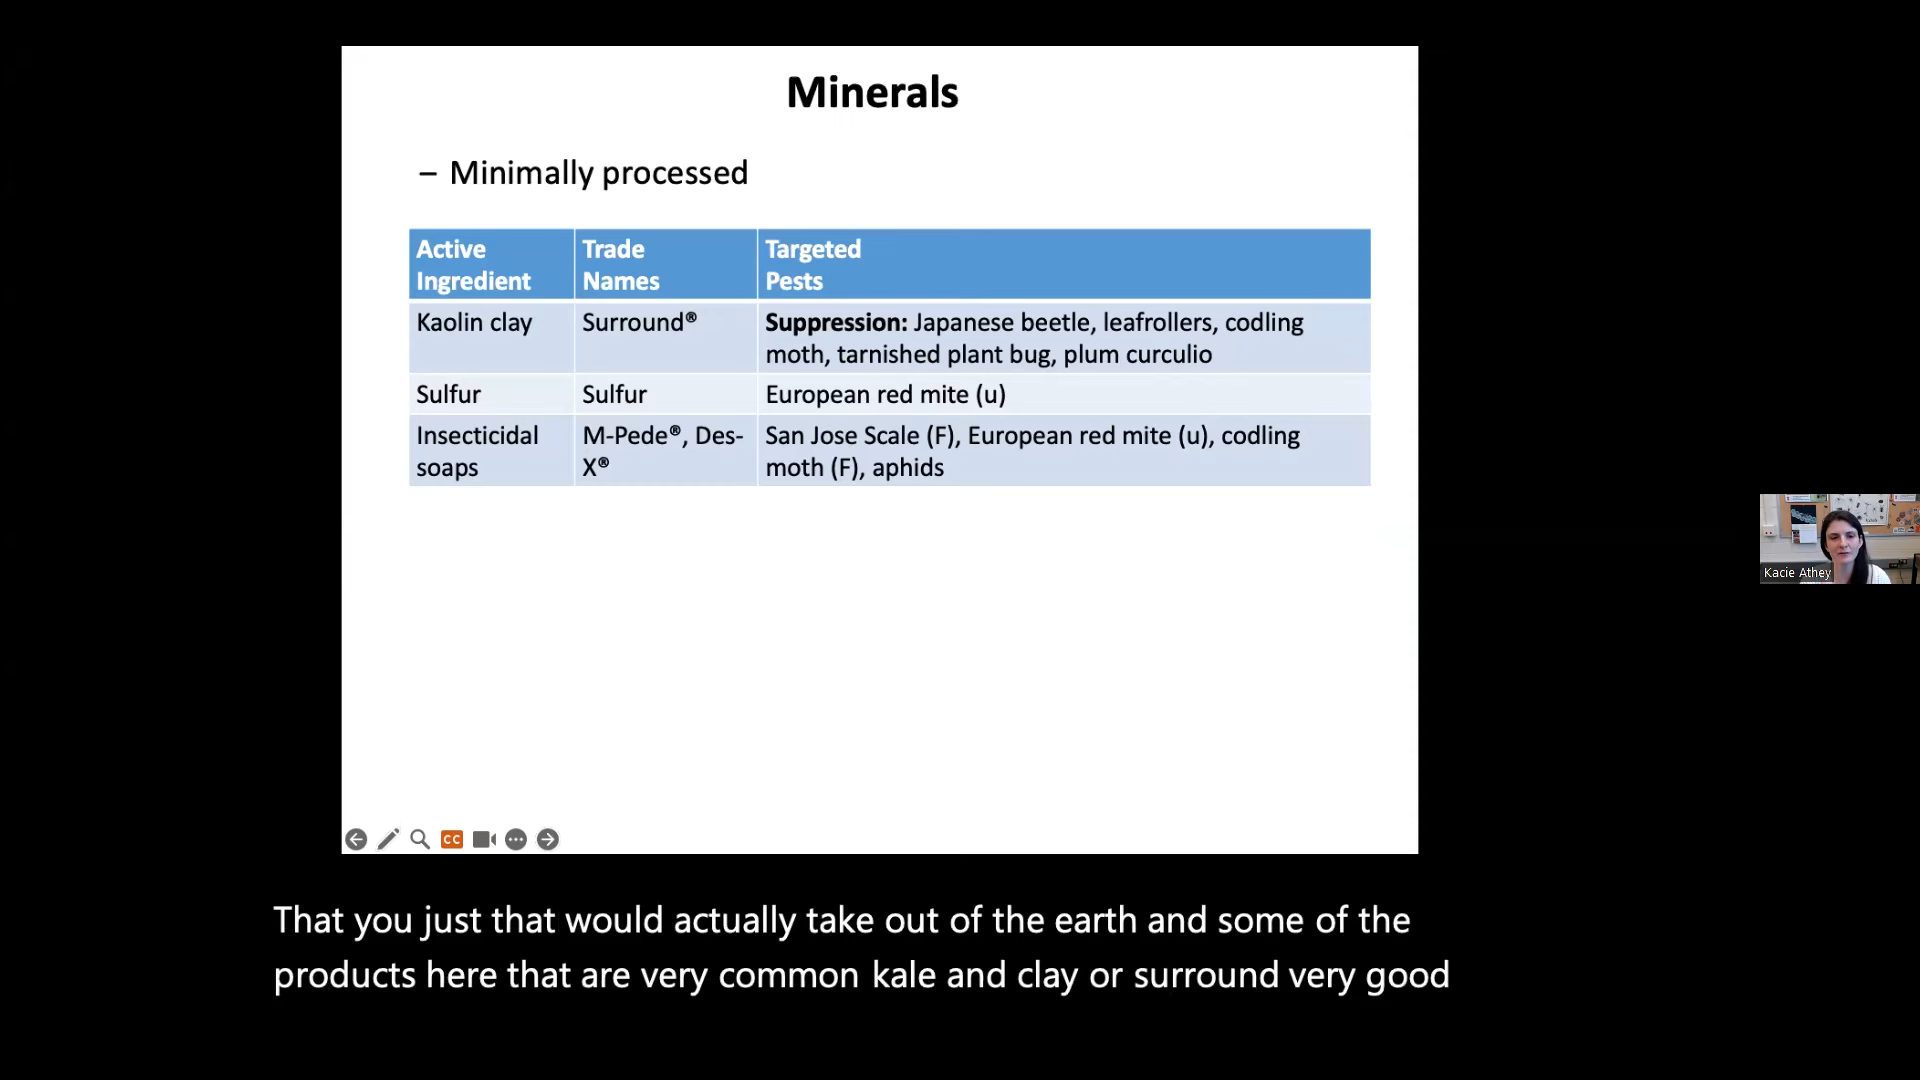 Minerals
– Minimally processed
Active Ingredient
Trade Names
Targeted Pests
Kaolin clay
Surround®
Suppression: Japanese beetle, leafrollers, codling
moth, tarnished plant bug, plum curculio
Sulfur
Sulfur
European red mite (u)
Insecticidal
soaps
M-Pede®, Des-
X®
San Jose Scale (F), European red mite (u), codling
moth (F), aphids
CC
Kacie Athey
That you just that would actually take out of the earth and some of the
products here that are very common kale and clay or surround very good